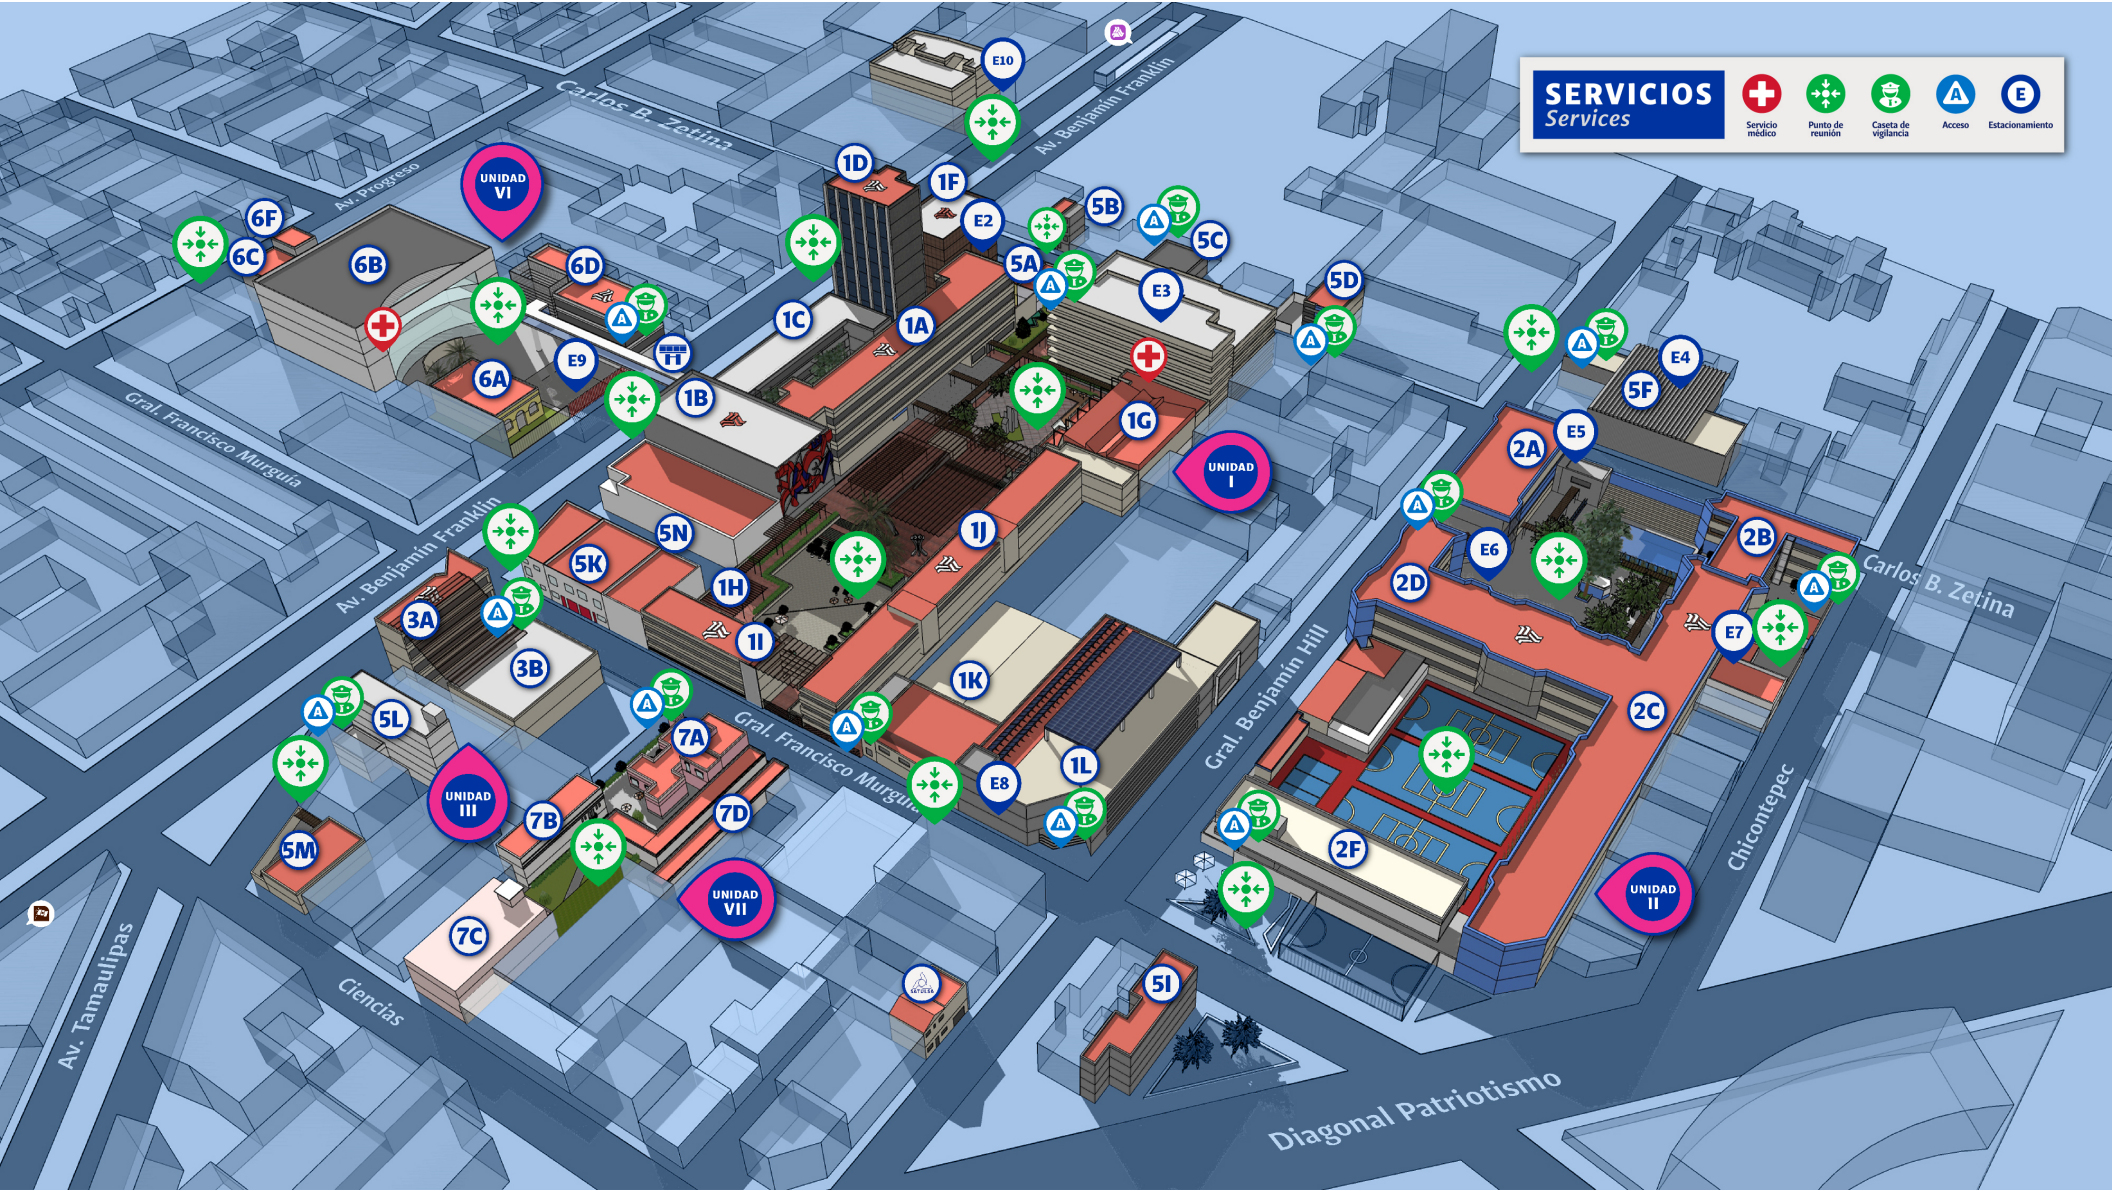 SERVICIOS
Services
Servicio
médico
Punto de
reunión
Caseta de
vigilancia
A
Acceso
E
Estacionamiento
E10
Carlos B. Zetina
Av. Benjamín Franklin
Av. Progreso
UNIDAD
VI
1D
1F
E2
5B
A
5C
6F
6C
6B
6D
A
5A
A
E3
5D
A
1C
1A
E9
6A
1B
1G
UNIDAD
I
A
E4
5F
2A
E5
A
E6
2B
2D
A
Carlos B. Zetina
E7
2C
Gral. Francisco Murguía
Av. Benjamín Franklin
5N
5K
1H
1I
1J
3A
A
3B
1K
A
5L
A
7A
A
Gral. Francisco Murguía
Gral. Benjamín Hill
E8
1L
A
UNIDAD
III
7B
7D
5M
UNIDAD
VII
7C
A
2F
UNIDAD
II
Chicontepec
Av. Tamaulipas
Ciencias
SATULSA
5I
Diagonal Patriotismo